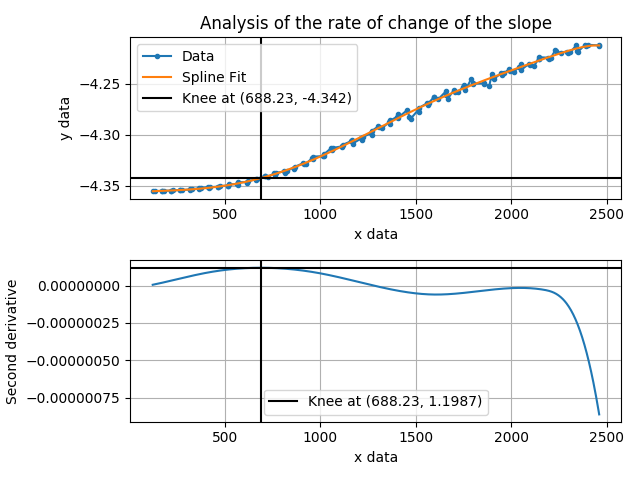 Analysis of the rate of change of the slope
Data
Spline Fit
Knee at (688.23, -4.342)
−4.25
−4.30
−4.35
y data
500
1000
1500
2000
2500
x data
0.00000000
−0.00000025
−0.00000050
−0.00000075
Second derivative
Knee at (688.23, 1.1987)
500
1000
1500
2000
2500
x data